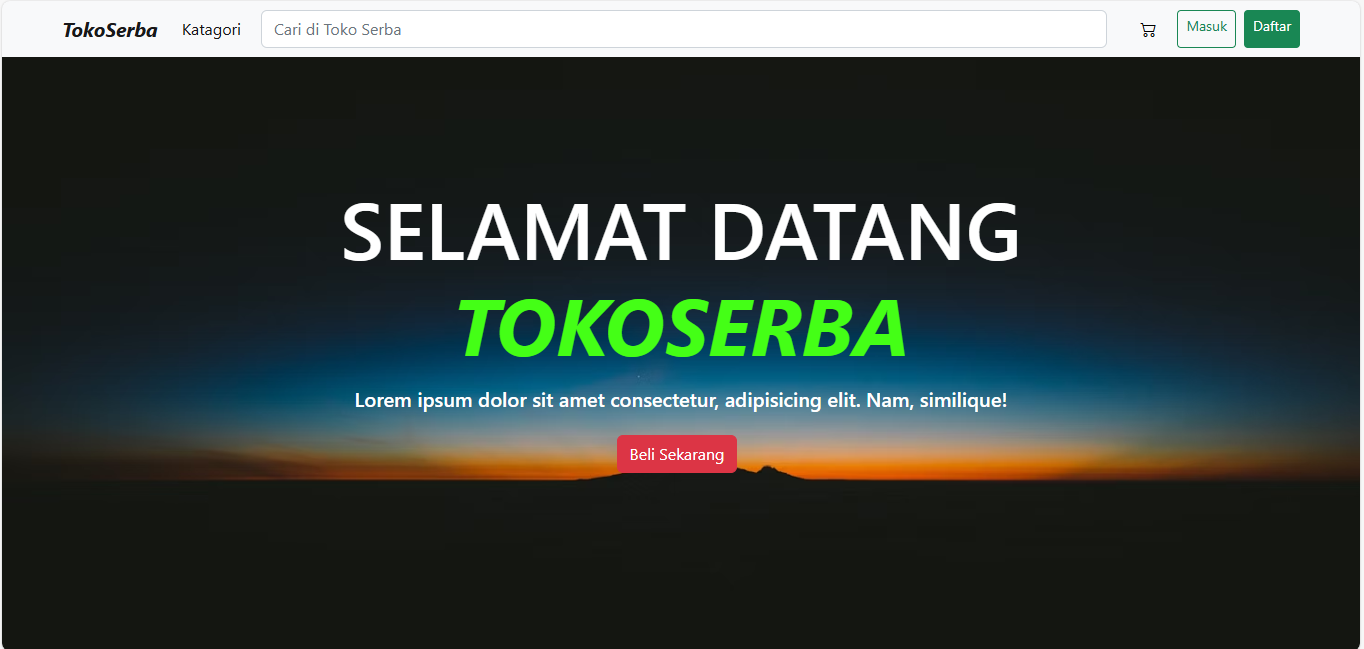 TokoSerba
Katagori
Cari di Toko Serba
Masuk
Daftar
SELAMAT DATANG
TOKOSERBA
Lorem ipsum dolor sit amet consectetur, adipisicing elit. Nam, similique!
Beli Sekarang